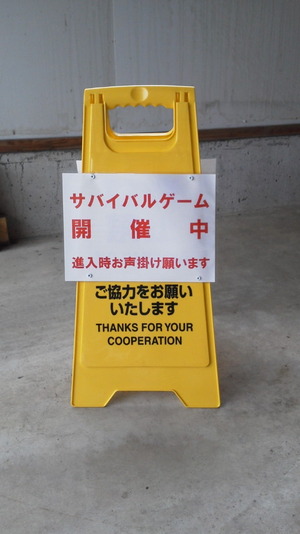 サバイバルゲーム
開催中
進入時お声掛け願います
ご協力をお願い
いたします
THANKS FOR YOUR
COOPERATION